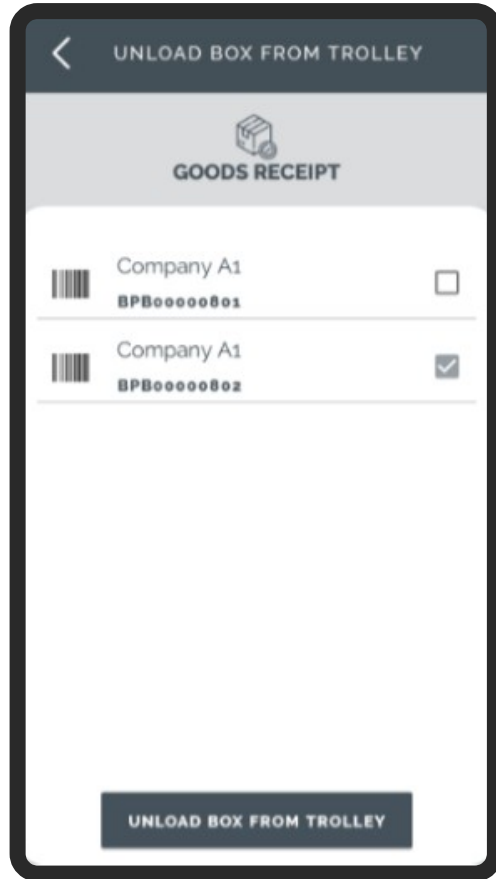 UNLOAD BOX FROM TROLLEY
GOODS RECEIPT
Company A1
BPB00000801
Company A1
BPB00000802
UNLOAD BOX FROM TROLLEY